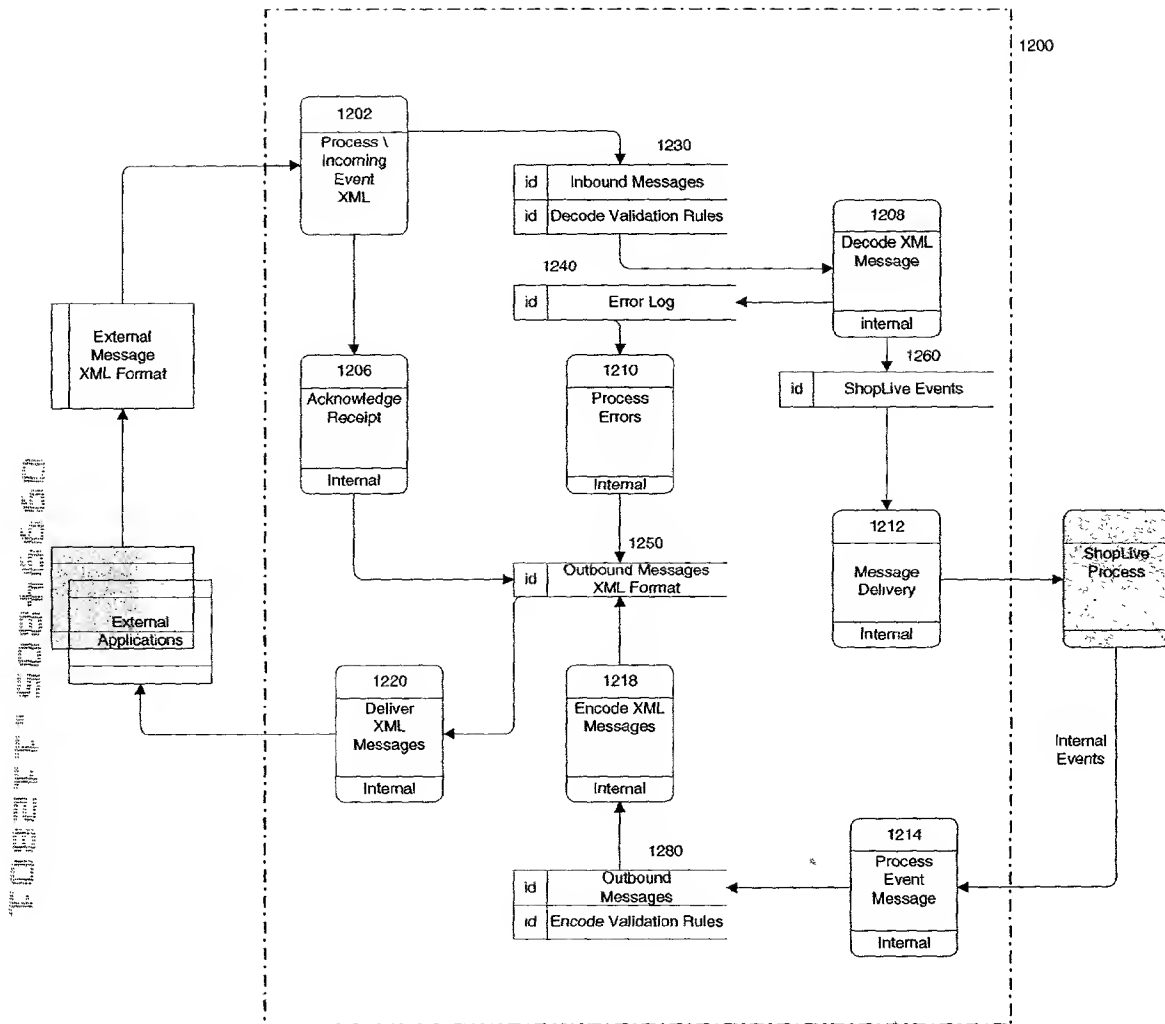 1200
1202
Process \
Incoming
Event
XML
1230
id Inbound Messages
id Decode Validation Rules
1208
Decode XML
Message
internal
1240
id Error Log
External
Message
XML Format
1206
Acknowledge
Receipt
Internal
1210
Process
Errors
Internal
1260
id ShopLive Events
1250
id Outbound Messages
XML Format
1212
Message
Delivery
Internal
ShopLive
Process
External
Applications
1220
Deliver
XML
Messages
Internal
1218
Encode XML
Messages
Internal
Internal
Events
1280
id Outbound
Messages
id Encode Validation Rules
1214
Process
Event
Message
Internal